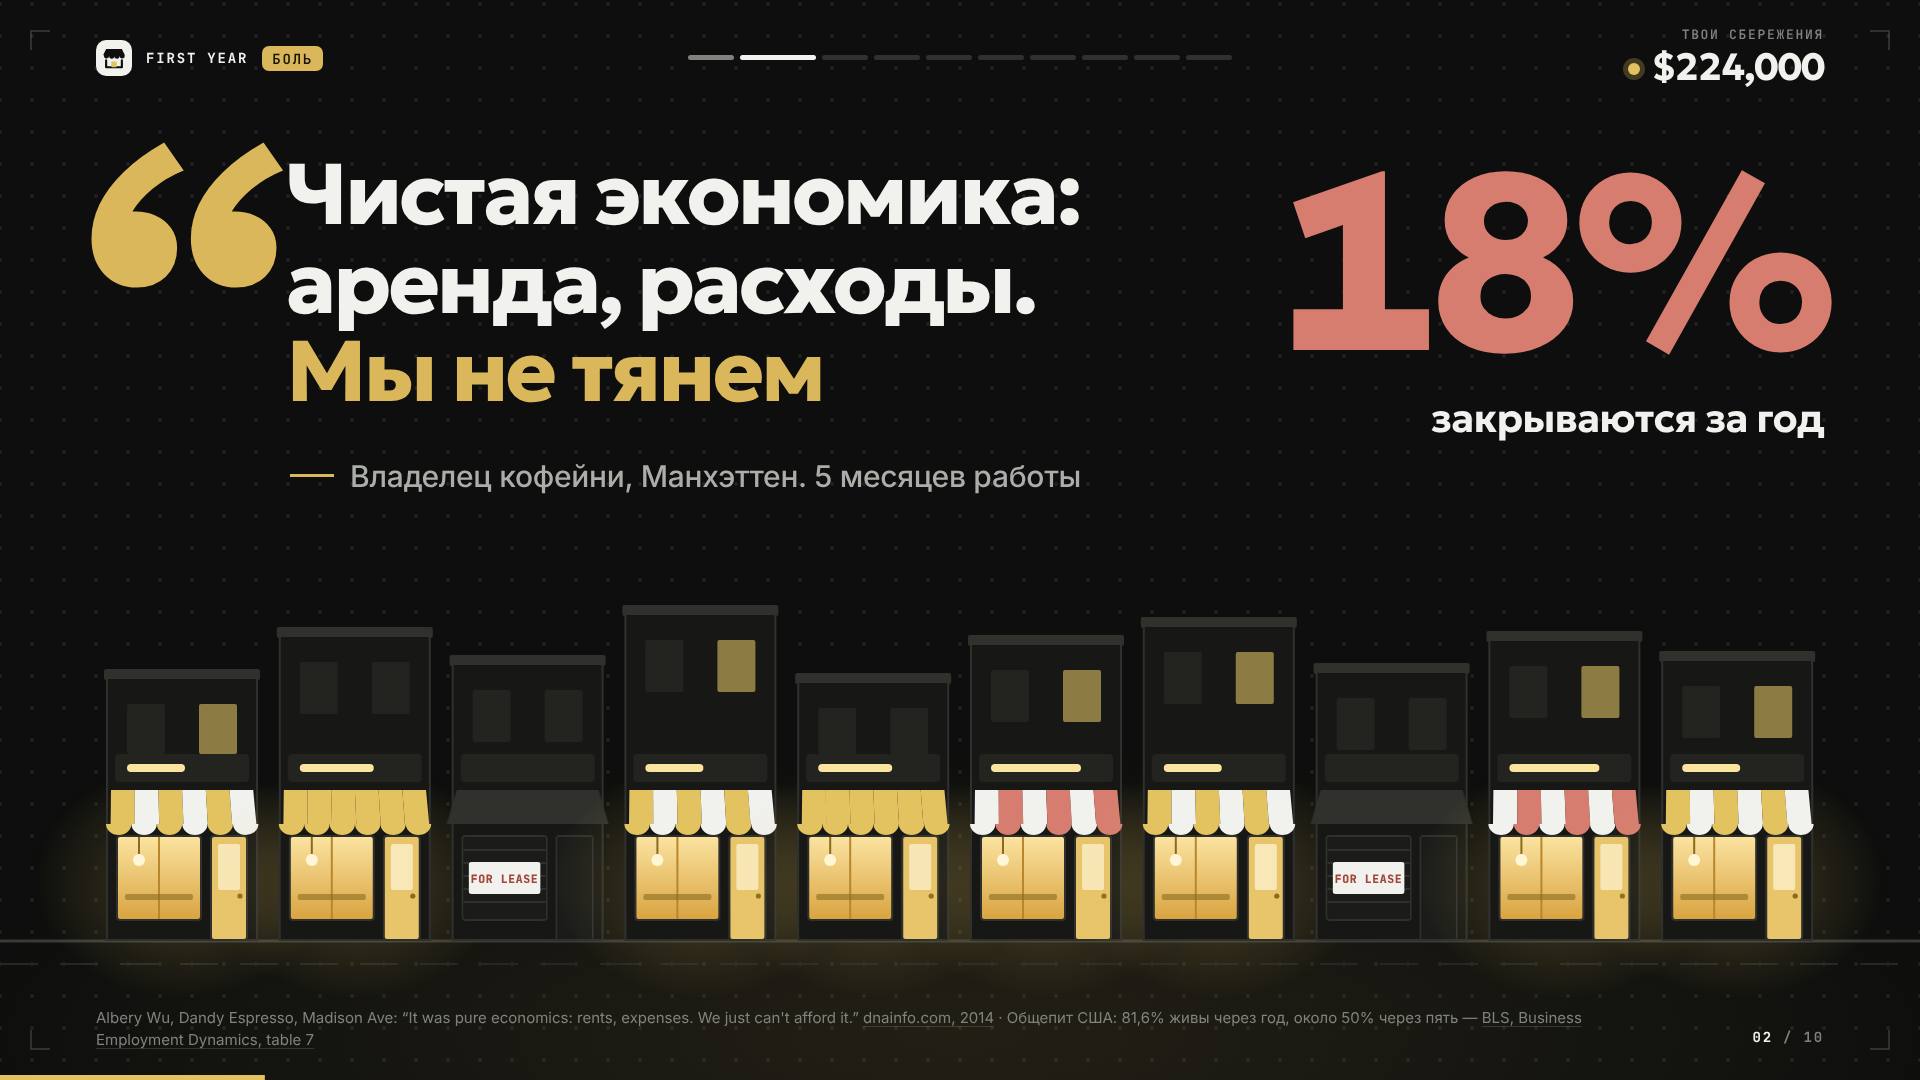 FIRST YEAR БОЛЬ
ТВОИ СБЕРЕЖЕНИЯ
$224,000
“Чистая экономика:
аренда, расходы.
Мы не тянем
— Владелец кофейни, Манхэттен. 5 месяцев работы
18%
закрываются за год
FOR LEASE
FOR LEASE
Albery Wu, Dandy Espresso, Madison Ave: “It was pure economics: rents, expenses. We just can't afford it.” dnainfo.com, 2014 · Общепит США: 81,6% живы через год, около 50% через пять — BLS, Business
Employment Dynamics, table 7
02 / 10